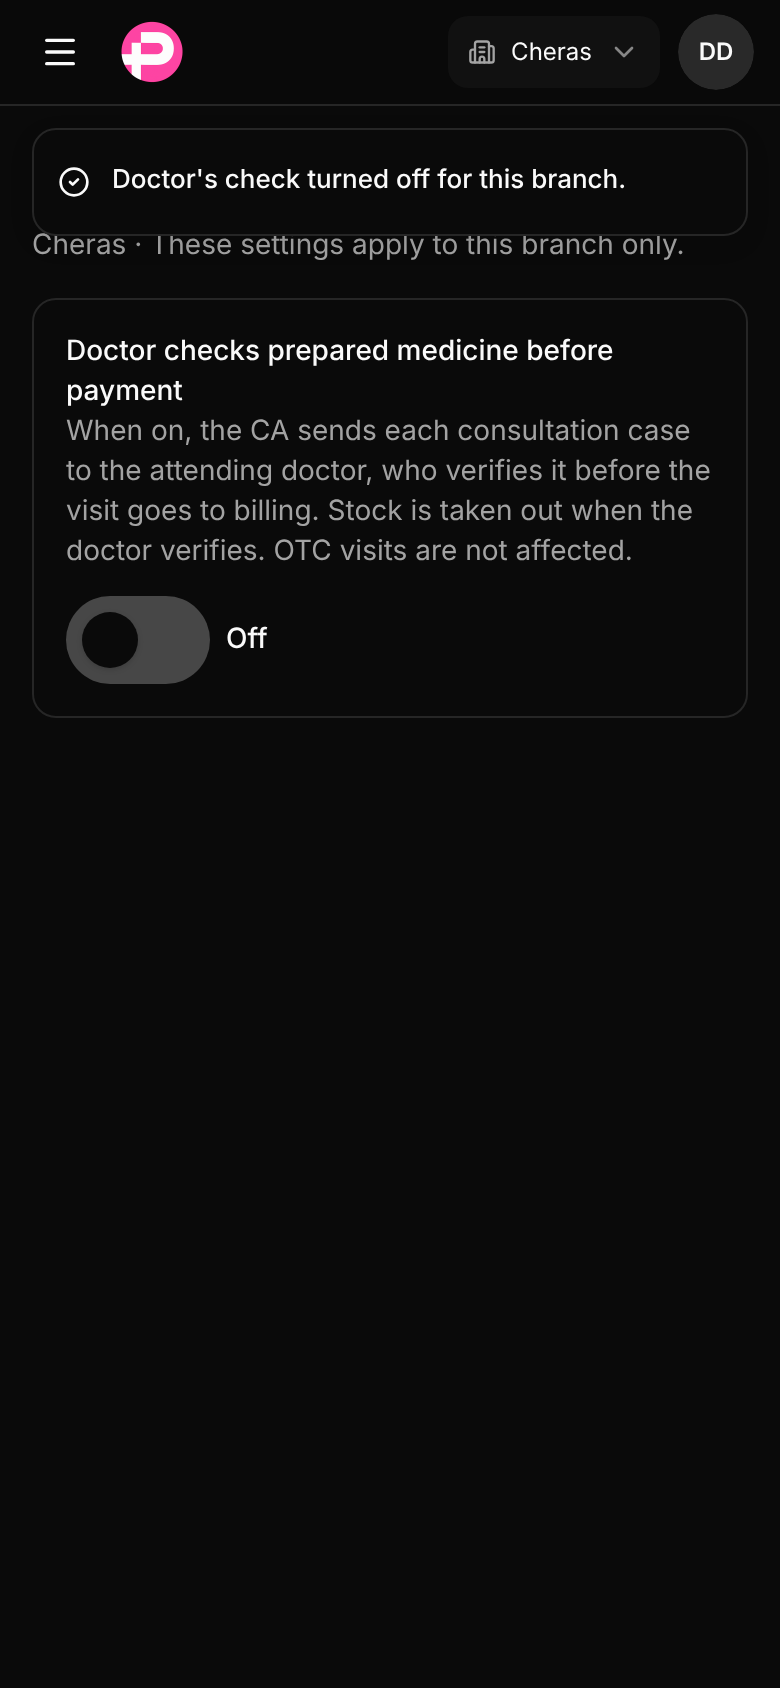 Cheras
DD
Doctor's check turned off for this branch.
Cheras · These settings apply to this branch only.
Doctor checks prepared medicine before
payment
When on, the CA sends each consultation case
to the attending doctor, who verifies it before the
visit goes to billing. Stock is taken out when the
doctor verifies. OTC visits are not affected.
Off